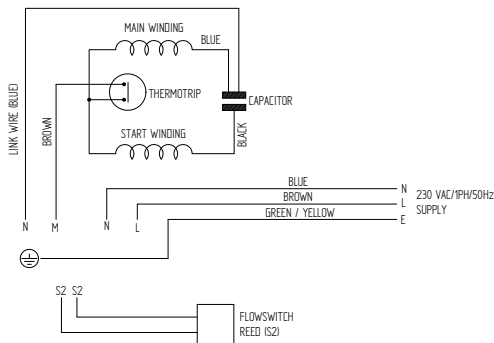 MAIN WINDING
BLUE
THERMOTRIP
CAPACITOR
LINK WIRE (BLUE)
BROWN
BLACK
START WINDING
BLUE
N
BROWN
L
230 VAC/1PH/50Hz
SUPPLY
GREEN / YELLOW
E
N M N L
S2 S2
FLOWSWITCH
REED (S2)